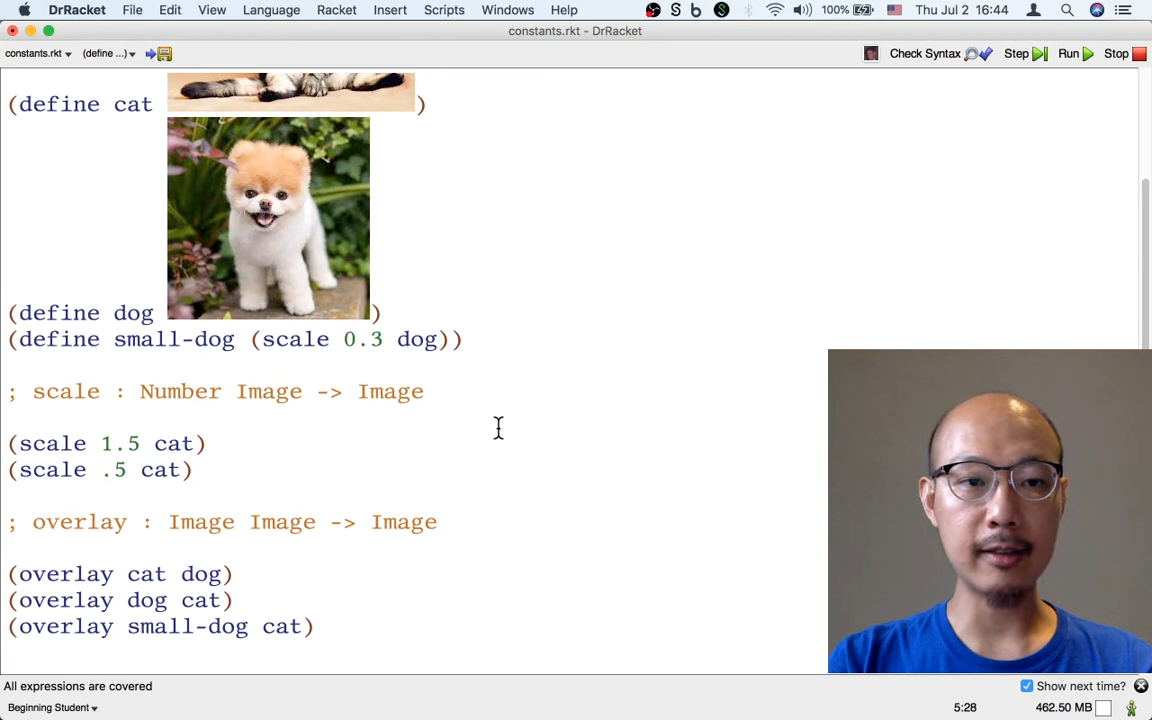 DrRacket File Edit View Language Racket Insert Scripts Windows Help 100% Thu Jul 2 16:44
constants.rkt - DrRacket
constants.rkt (define ...) Check Syntax Step Run Stop
(define cat )
(define dog )
(define small-dog (scale 0.3 dog))
; scale : Number Image -> Image
(scale 1.5 cat)
(scale .5 cat)
; overlay : Image Image -> Image
(overlay cat dog)
(overlay dog cat)
(overlay small-dog cat)
All expressions are covered Show next time?
Beginning Student 5:28 462.50 MB